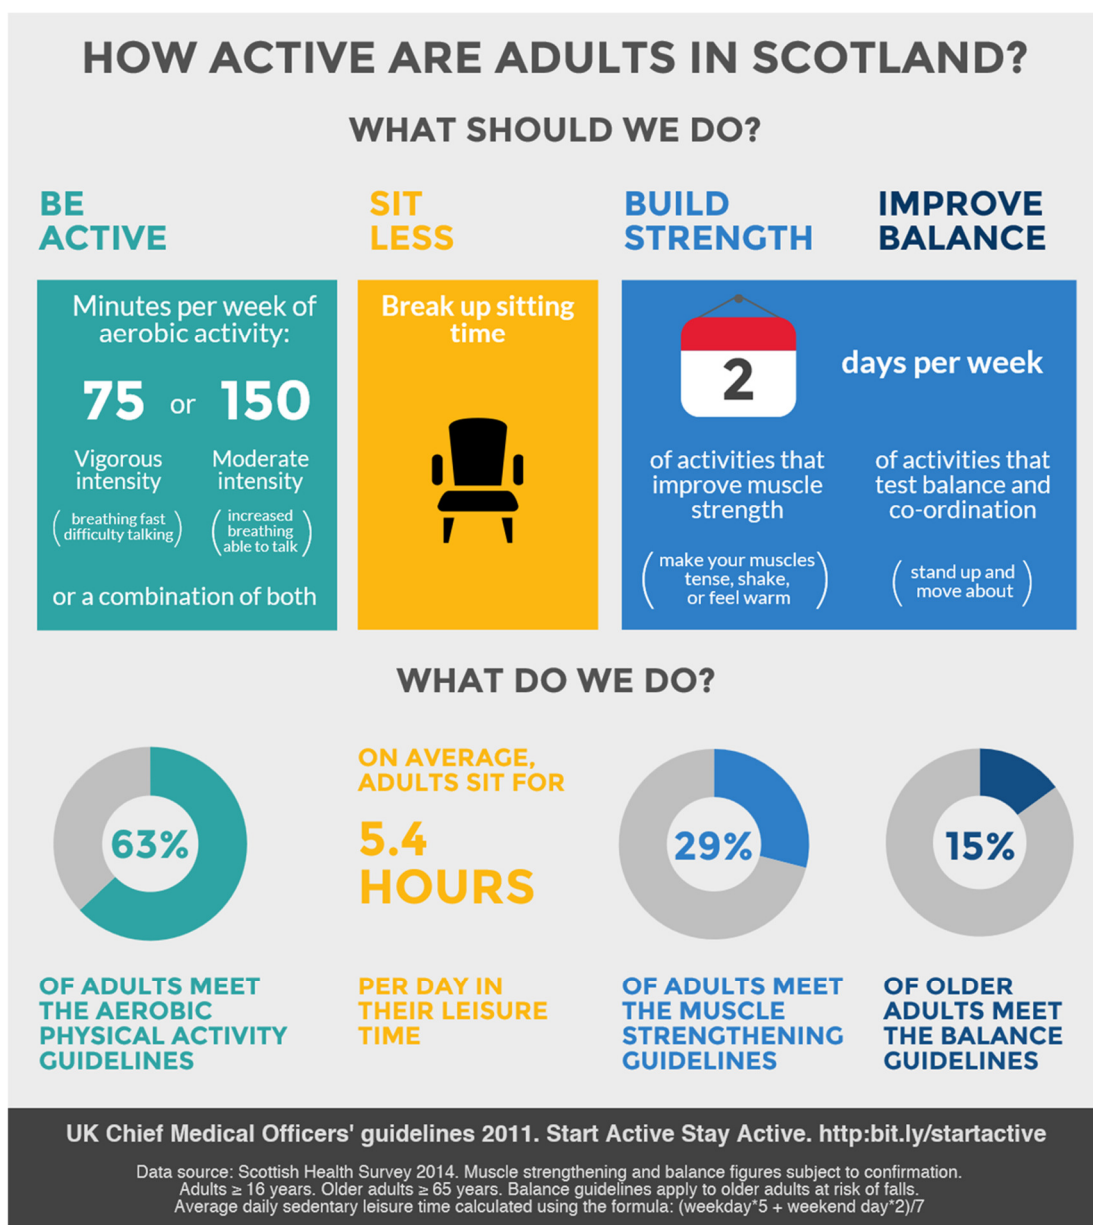 HOW ACTIVE ARE ADULTS IN SCOTLAND?
WHAT SHOULD WE DO?
BE
ACTIVE
Minutes per week of
aerobic activity:
75 or 150
Vigorous
intensity
(breathing fast
difficulty talking)
Moderate
intensity
(increased
breathing
able to talk)
or a combination of both
SIT
LESS
Break up sitting
time
BUILD
STRENGTH
IMPROVE
BALANCE
2
days per week
of activities that
improve muscle
strength
(make your muscles
tense, shake,
or feel warm)
of activities that
test balance and
co-ordination
(stand up and
move about)
WHAT DO WE DO?
63%
OF ADULTS MEET
THE AEROBIC
PHYSICAL ACTIVITY
GUIDELINES
ON AVERAGE,
ADULTS SIT FOR
5.4
HOURS
PER DAY IN
THEIR LEISURE
TIME
29%
OF ADULTS MEET
THE MUSCLE
STRENGTHENING
GUIDELINES
15%
OF OLDER
ADULTS MEET
THE BALANCE
GUIDELINES
UK Chief Medical Officers' guidelines 2011. Start Active Stay Active. http:bit.ly/startactive
Data source: Scottish Health Survey 2014. Muscle strengthening and balance figures subject to confirmation.
Adults ≥ 16 years. Older adults ≥ 65 years. Balance guidelines apply to older adults at risk of falls.
Average daily sedentary leisure time calculated using the formula: (weekday*5 + weekend day*2)/7